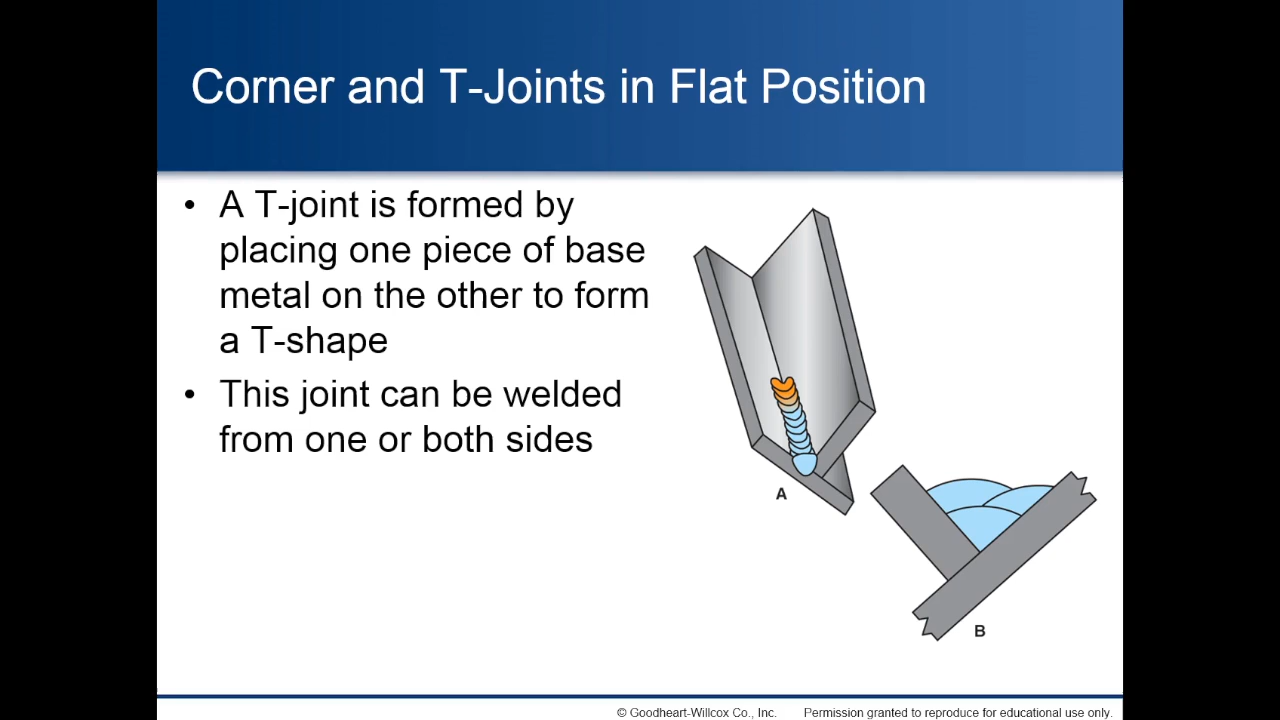 Corner and T-Joints in Flat Position
• A T-joint is formed by
placing one piece of base
metal on the other to form
a T-shape
• This joint can be welded
from one or both sides
A
B
© Goodheart-Willcox Co., Inc. Permission granted to reproduce for educational use only.